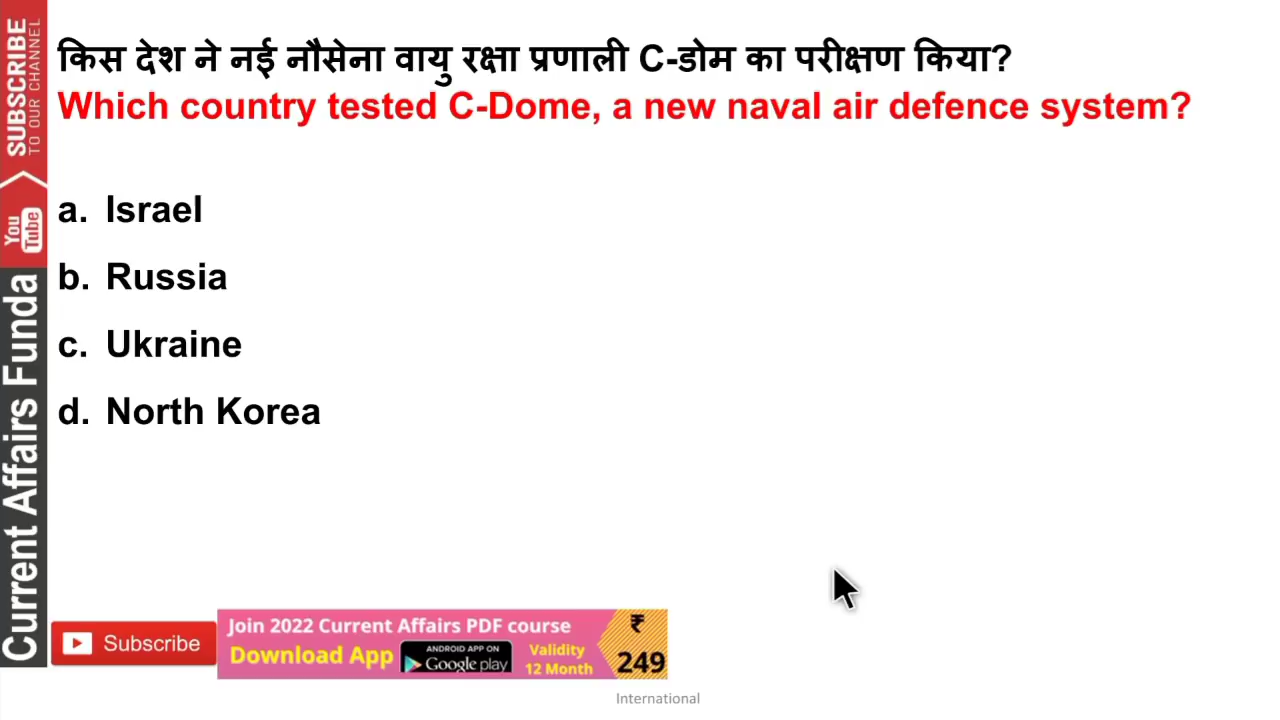 किस देश ने नई नौसेना वायु रक्षा प्रणाली C-डोम का परीक्षण किया?
Which country tested C-Dome, a new naval air defence system?
a. Israel
b. Russia
c. Ukraine
d. North Korea
SUBSCRIBE
TO OUR CHANNEL
You
Tube
Current Affairs Funda
Subscribe
Join 2022 Current Affairs PDF course
Download App
ANDROID APP ON
Google play
Validity
12 Month
₹
249
International